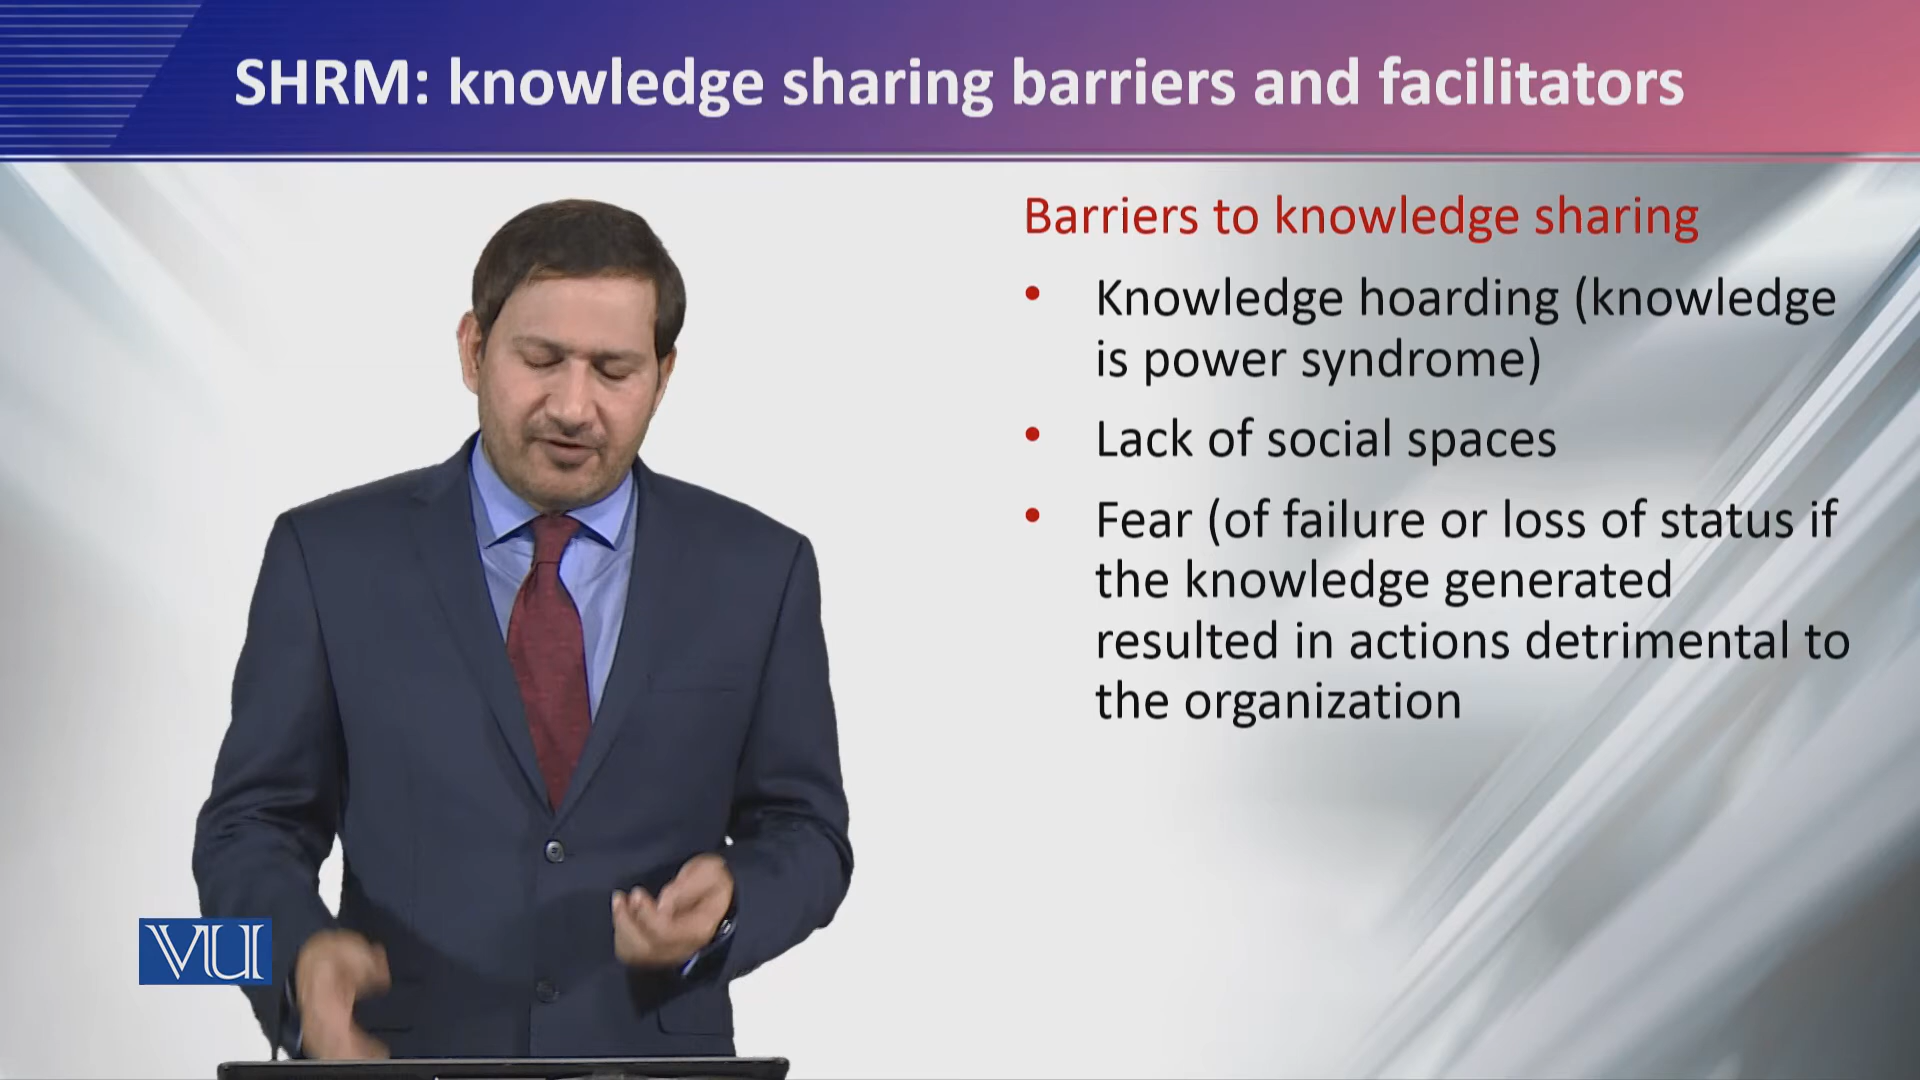 SHRM: knowledge sharing barriers and facilitators
Barriers to knowledge sharing
• Knowledge hoarding (knowledge
is power syndrome)
• Lack of social spaces
• Fear (of failure or loss of status if
the knowledge generated
resulted in actions detrimental to
the organization
VU